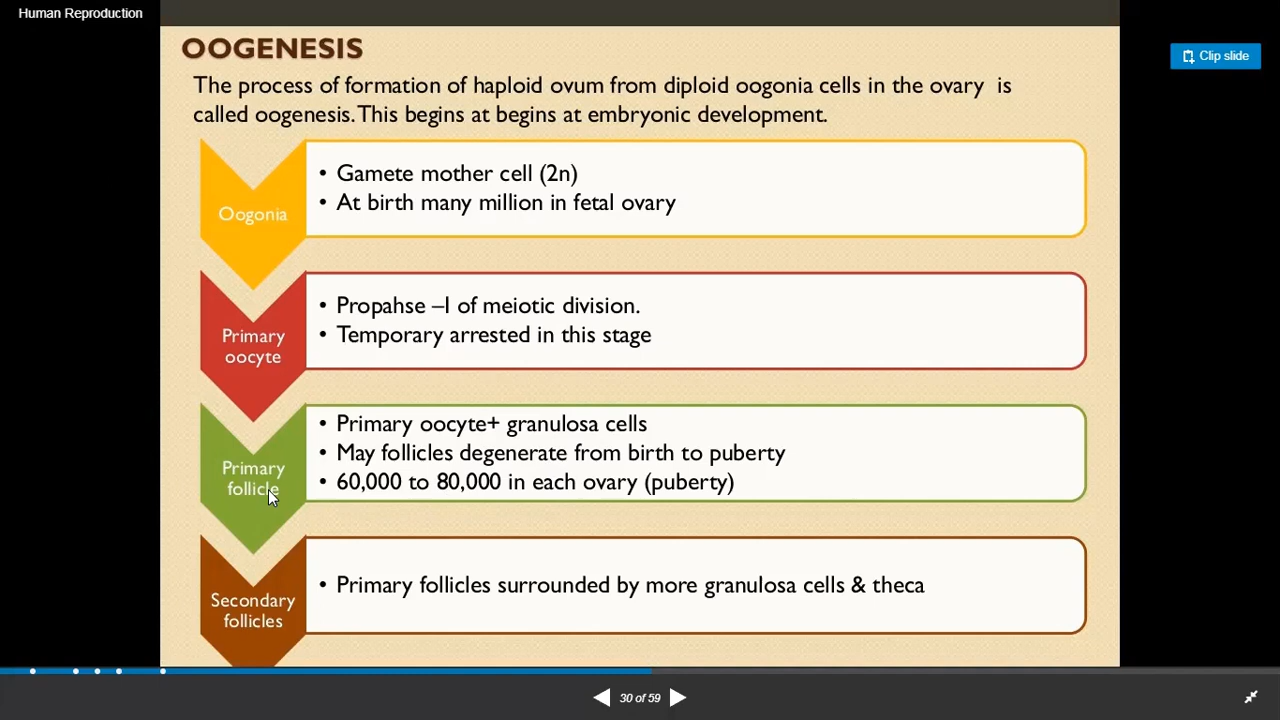 Human Reproduction
Clip slide
OOGENESIS
The process of formation of haploid ovum from diploid oogonia cells in the ovary is
called oogenesis. This begins at begins at embryonic development.
Oogonia
• Gamete mother cell (2n)
• At birth many million in fetal ovary
Primary
oocyte
• Propahse –I of meiotic division.
• Temporary arrested in this stage
Primary
follicle
• Primary oocyte+ granulosa cells
• May follicles degenerate from birth to puberty
• 60,000 to 80,000 in each ovary (puberty)
Secondary
follicles
• Primary follicles surrounded by more granulosa cells & theca
30 of 59